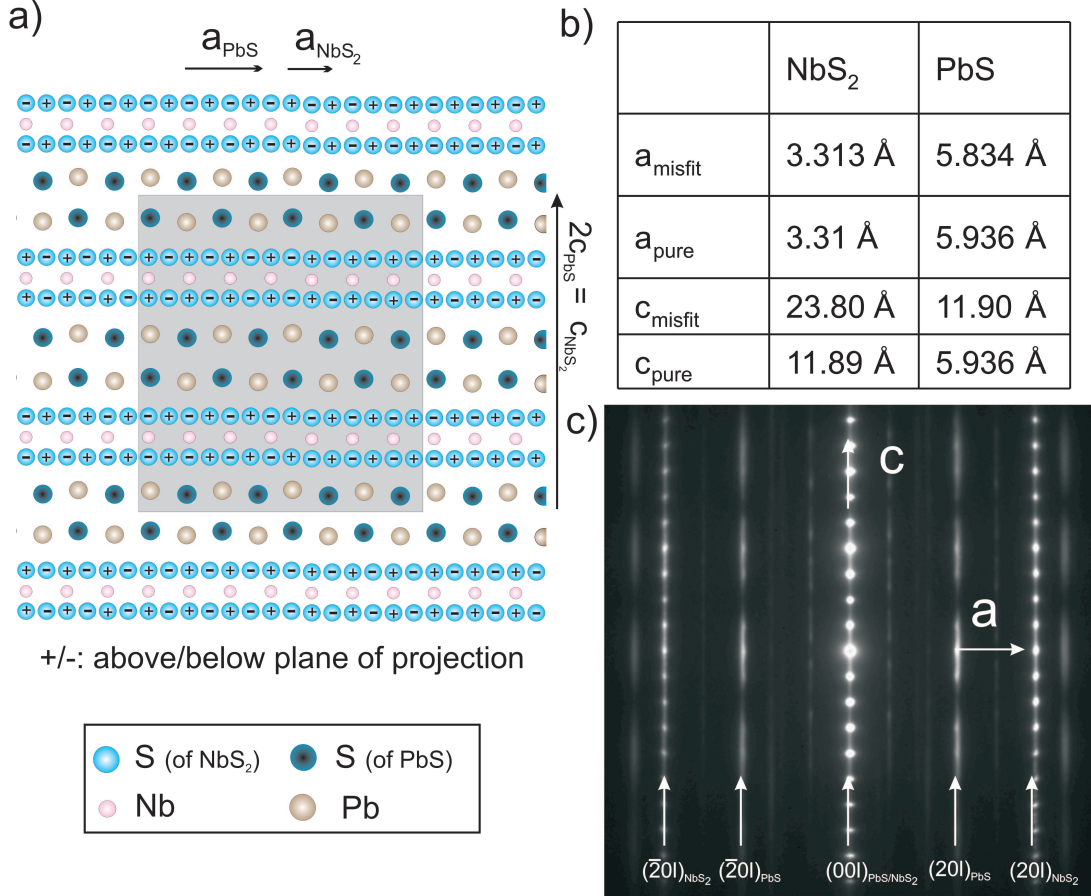 a)
a_PbS a_NbS₂
2c_PbS = c_NbS₂
+/-: above/below plane of projection
S (of NbS₂) S (of PbS)
Nb Pb
b)
NbS₂ PbS
a_misfit 3.313 Å 5.834 Å
a_pure 3.31 Å 5.936 Å
c_misfit 23.80 Å 11.90 Å
c_pure 11.89 Å 5.936 Å
c)
c
a
(2̅0l)_NbS₂ (2̅0l)_PbS (00l)_PbS/NbS₂ (20l)_PbS (20l)_NbS₂